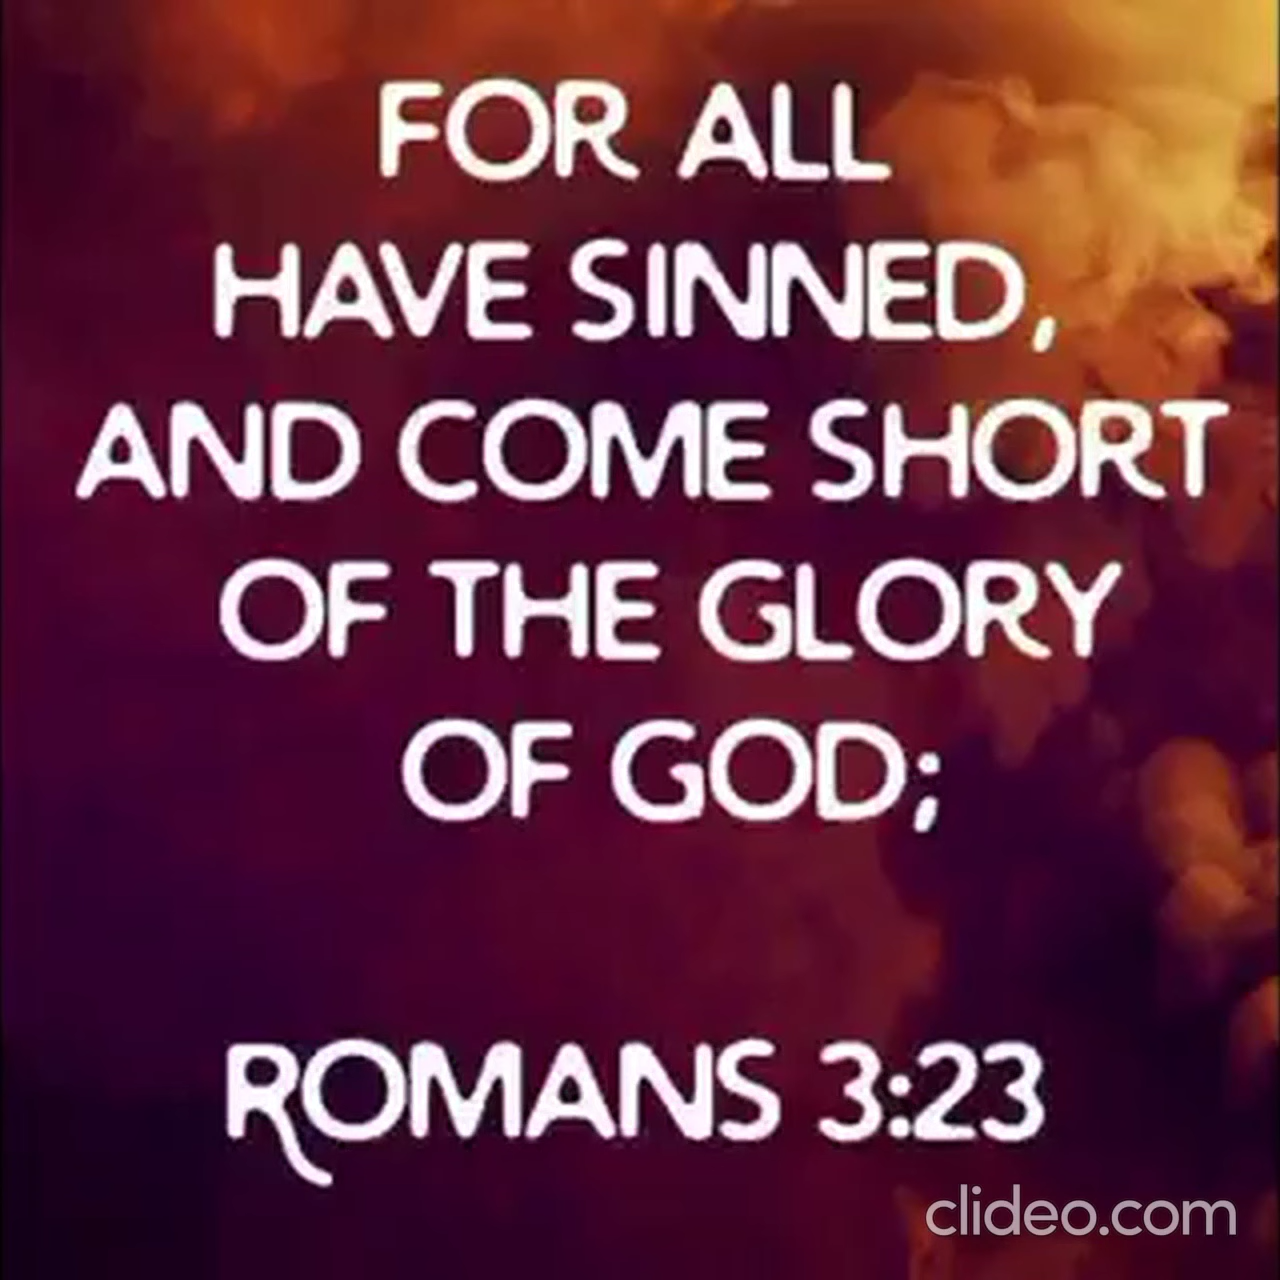 FOR ALL
HAVE SINNED,
AND COME SHORT
OF THE GLORY
OF GOD;
ROMANS 3:23
clideo.com